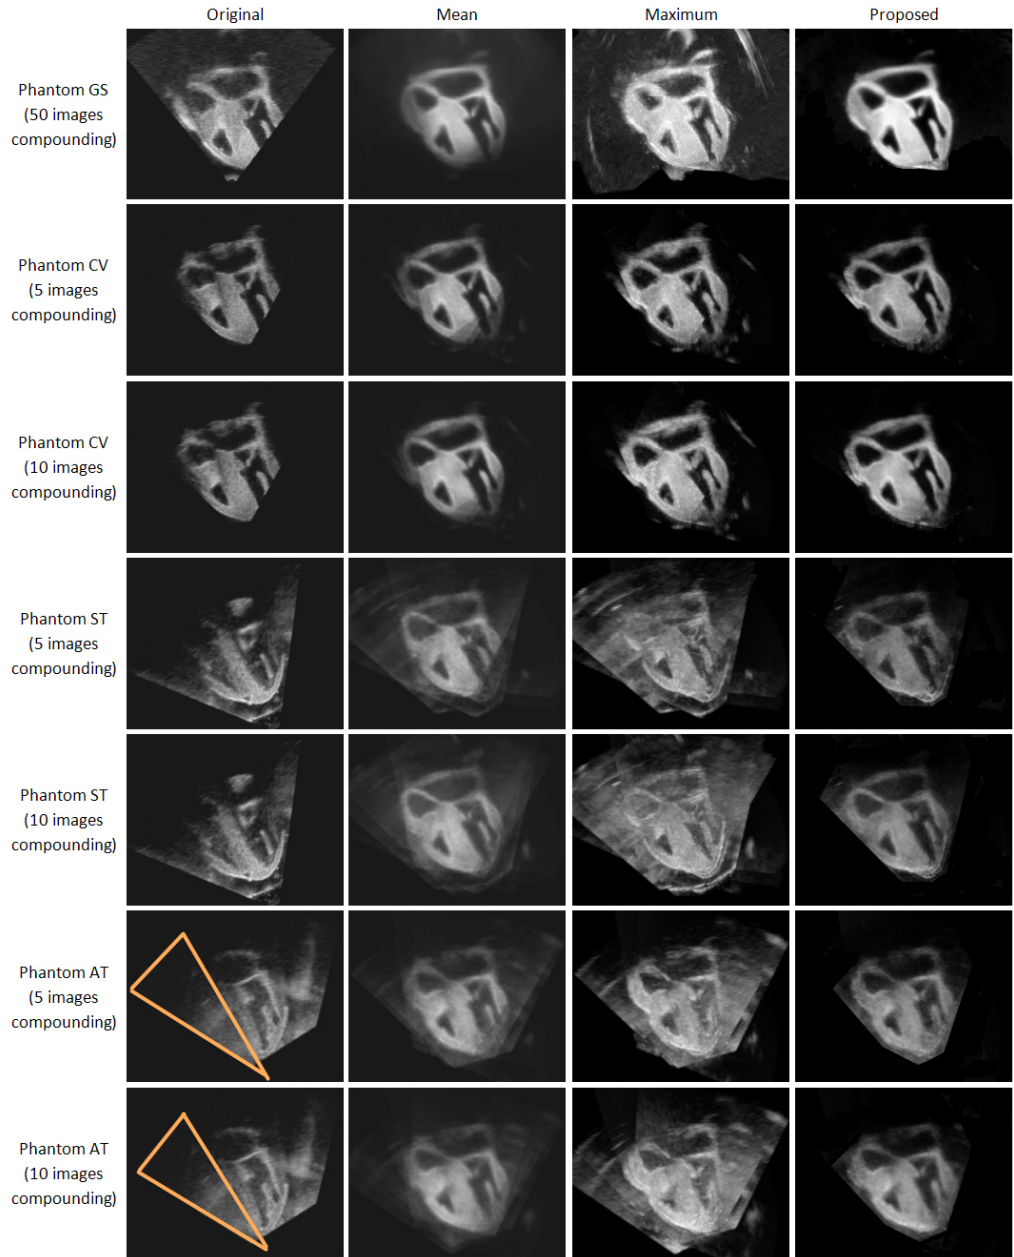 Original Mean Maximum Proposed
Phantom GS
(50 images
compounding)
Phantom CV
(5 images
compounding)
Phantom CV
(10 images
compounding)
Phantom ST
(5 images
compounding)
Phantom ST
(10 images
compounding)
Phantom AT
(5 images
compounding)
Phantom AT
(10 images
compounding)